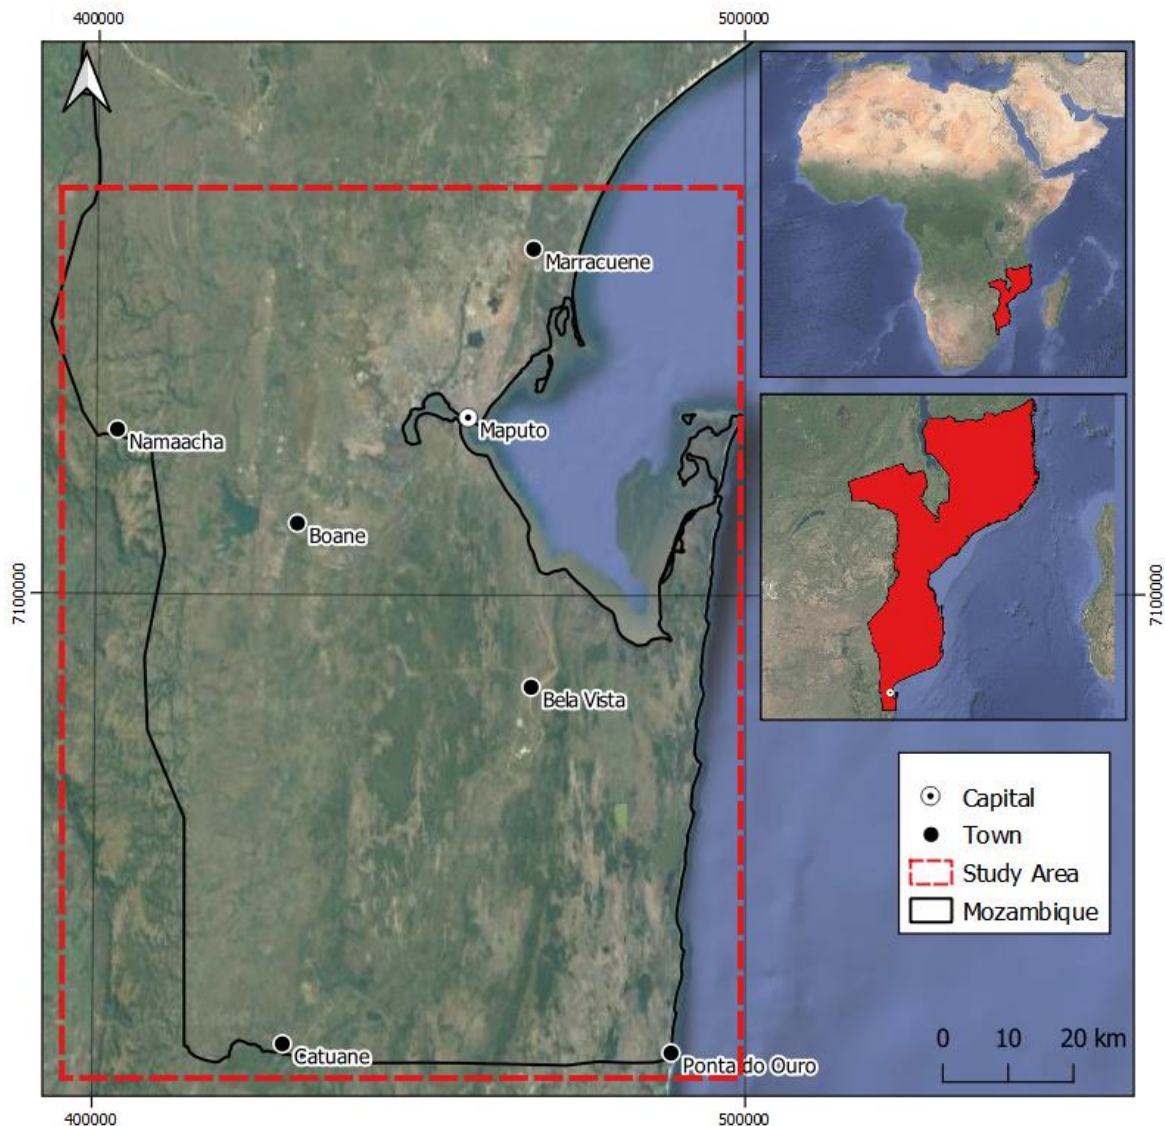 400000
500000
Marracuene
Namaacha
Maputo
Boane
7100000
7100000
Bela Vista
Capital
Town
Study Area
Mozambique
Catuane
Ponta do Ouro
0 10 20 km
400000
500000